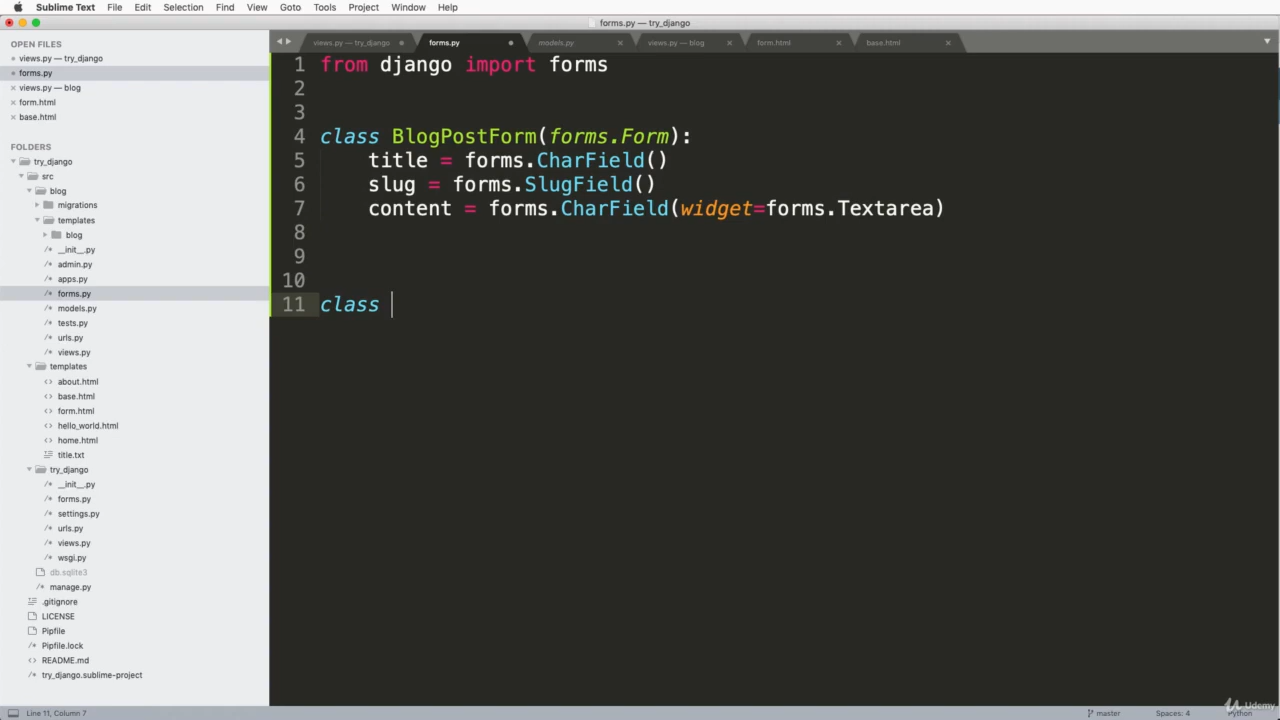 Sublime Text File Edit Selection Find View Goto Tools Project Window Help
forms.py — try_django
OPEN FILES
views.py — try_django
forms.py
views.py — blog
form.html
base.html
FOLDERS
try_django
src
blog
migrations
templates
blog
__init__.py
admin.py
apps.py
forms.py
models.py
tests.py
urls.py
views.py
templates
about.html
base.html
form.html
hello_world.html
home.html
title.txt
try_django
__init__.py
forms.py
settings.py
urls.py
views.py
wsgi.py
db.sqlite3
manage.py
.gitignore
LICENSE
Pipfile
Pipfile.lock
README.md
try_django.sublime-project
views.py — try_django forms.py models.py views.py — blog form.html base.html
1 from django import forms
2
3
4 class BlogPostForm(forms.Form):
5 title = forms.CharField()
6 slug = forms.SlugField()
7 content = forms.CharField(widget=forms.Textarea)
8
9
10
11 class
Line 11, Column 7 master Spaces: 4 Python
Udemy